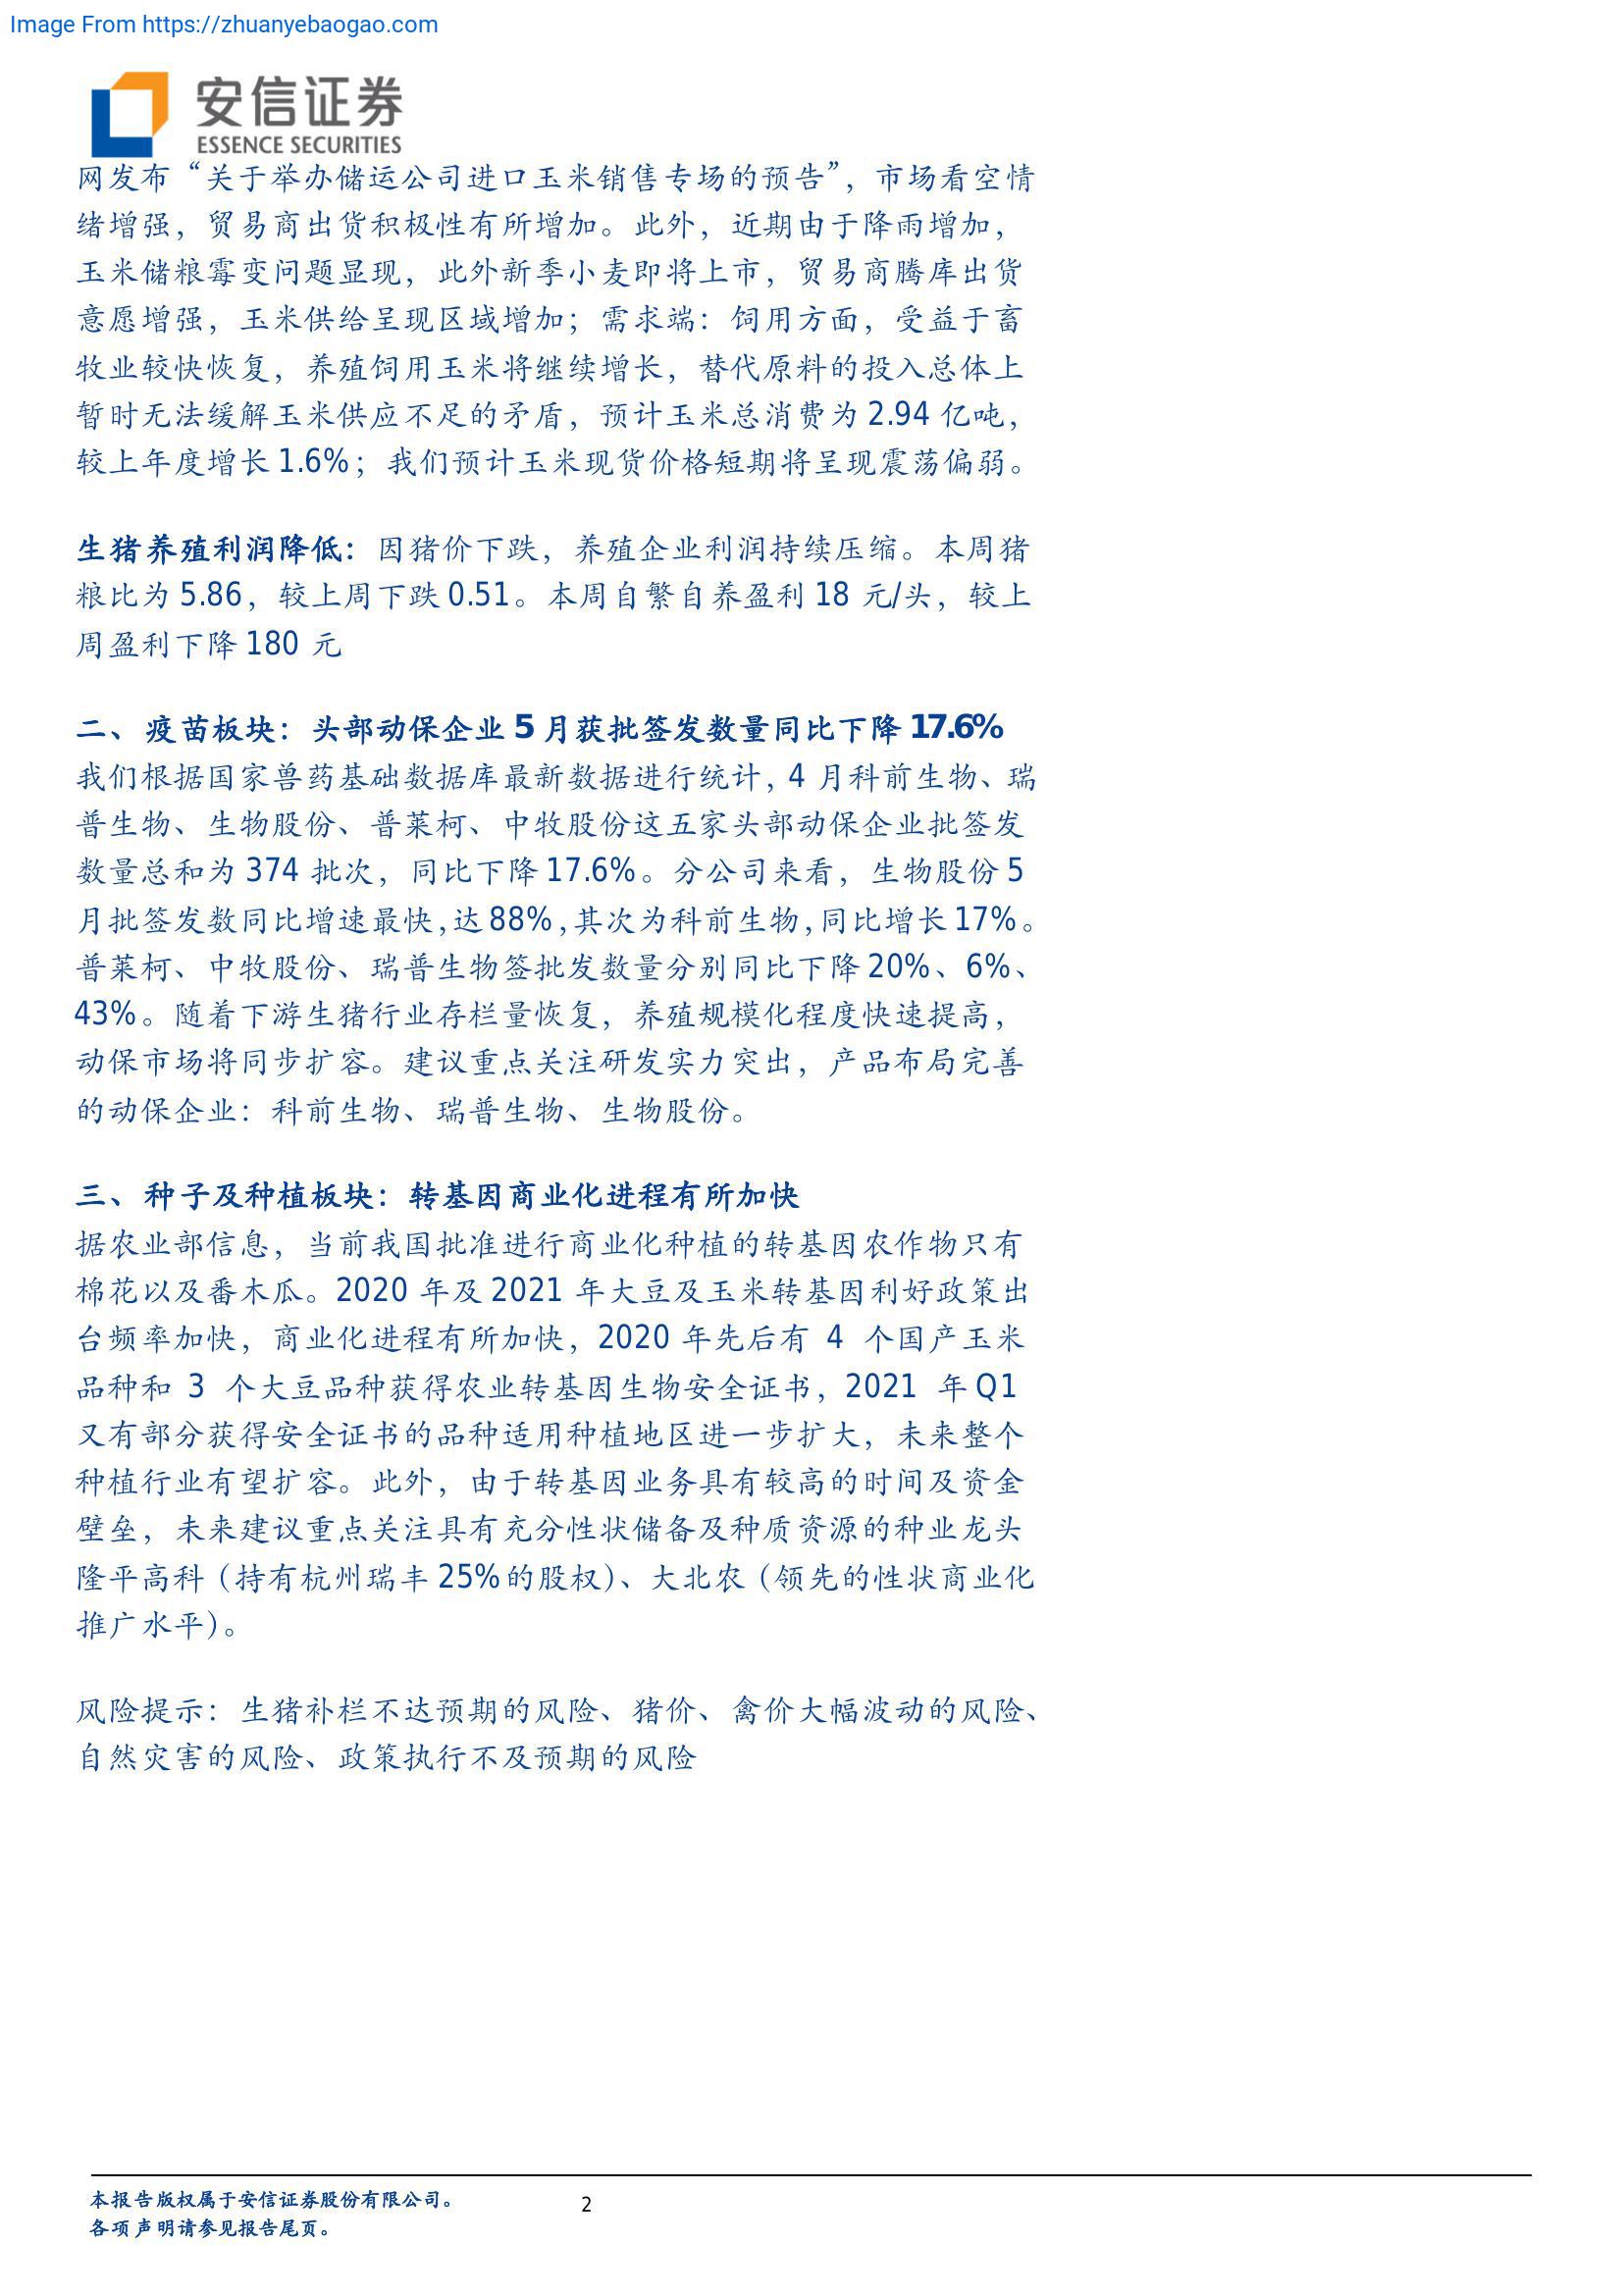 Image From https://zhuanyebaogao.com
安信证券
ESSENCE SECURITIES
网发布“关于举办储运公司进口玉米销售专场的预告”，市场看空情
绪增强，贸易商出货积极性有所增加。此外，近期由于降雨增加，
玉米储粮霉变问题显现，此外新季小麦即将上市，贸易商腾库出货
意愿增强，玉米供给呈现区域增加；需求端：饲用方面，受益于畜
牧业较快恢复，养殖饲用玉米将继续增长，替代原料的投入总体上
暂时无法缓解玉米供应不足的矛盾，预计玉米总消费为 2.94 亿吨，
较上年度增长 1.6%；我们预计玉米现货价格短期将呈现震荡偏弱。
生猪养殖利润降低：因猪价下跌，养殖企业利润持续压缩。本周猪
粮比为 5.86，较上周下跌 0.51。本周自繁自养盈利 18 元/头，较上
周盈利下降 180 元
二、疫苗板块：头部动保企业 5 月获批签发数量同比下降 17.6%
我们根据国家兽药基础数据库最新数据进行统计，4 月科前生物、瑞
普生物、生物股份、普莱柯、中牧股份这五家头部动保企业批签发
数量总和为 374 批次，同比下降 17.6%。分公司来看，生物股份 5
月批签发数同比增速最快，达 88%，其次为科前生物，同比增长 17%。
普莱柯、中牧股份、瑞普生物签批发数量分别同比下降 20%、6%、
43%。随着下游生猪行业存栏量恢复，养殖规模化程度快速提高，
动保市场将同步扩容。建议重点关注研发实力突出，产品布局完善
的动保企业：科前生物、瑞普生物、生物股份。
三、种子及种植板块：转基因商业化进程有所加快
据农业部信息，当前我国批准进行商业化种植的转基因农作物只有
棉花以及番木瓜。2020 年及 2021 年大豆及玉米转基因利好政策出
台频率加快，商业化进程有所加快，2020 年先后有 4 个国产玉米
品种和 3 个大豆品种获得农业转基因生物安全证书，2021 年 Q1
又有部分获得安全证书的品种适用种植地区进一步扩大，未来整个
种植行业有望扩容。此外，由于转基因业务具有较高的时间及资金
壁垒，未来建议重点关注具有充分性状储备及种质资源的种业龙头
隆平高科（持有杭州瑞丰 25%的股权）、大北农（领先的性状商业化
推广水平）。
风险提示：生猪补栏不达预期的风险、猪价、禽价大幅波动的风险、
自然灾害的风险、政策执行不及预期的风险
本报告版权属于安信证券股份有限公司。
各项声明请参见报告尾页。
2